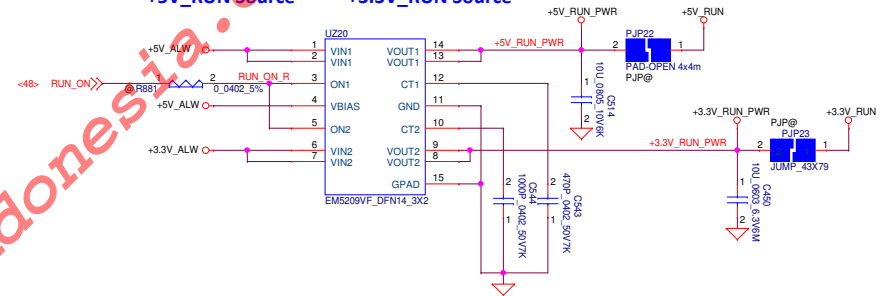 +5V_RUN Source
+3.3V_RUN Source
+5V_RUN_PWR
+5V_RUN
UZ20
PJP22
+5V_ALW
1 VIN1 VOUT1 14
2 VIN1 VOUT1 13
+5V_RUN_PWR
2 1
PAD-OPEN 4x4m
PJP@
<48> RUN_ON
1 2
RUN_ON_R
@ R881
0_0402_5%
3 ON1 CT1 12
+5V_ALW
4 VBIAS GND 11
5 ON2 CT2 10
+3.3V_ALW
6 VIN2 VOUT2 9
7 VIN2 VOUT2 8
GPAD 15
EM5209VF_DFN14_3X2
1
2
C514
10U_0805_10V6K
+3.3V_RUN_PWR
+3.3V_RUN_PWR
+3.3V_RUN
PJP@
PJP23
2 1
JUMP_43X79
1
2
C450
10U_0603_6.3V6M
2
1
C544
1000P_0402_50V7K
2
1
C543
470P_0402_50V7K
donesia.